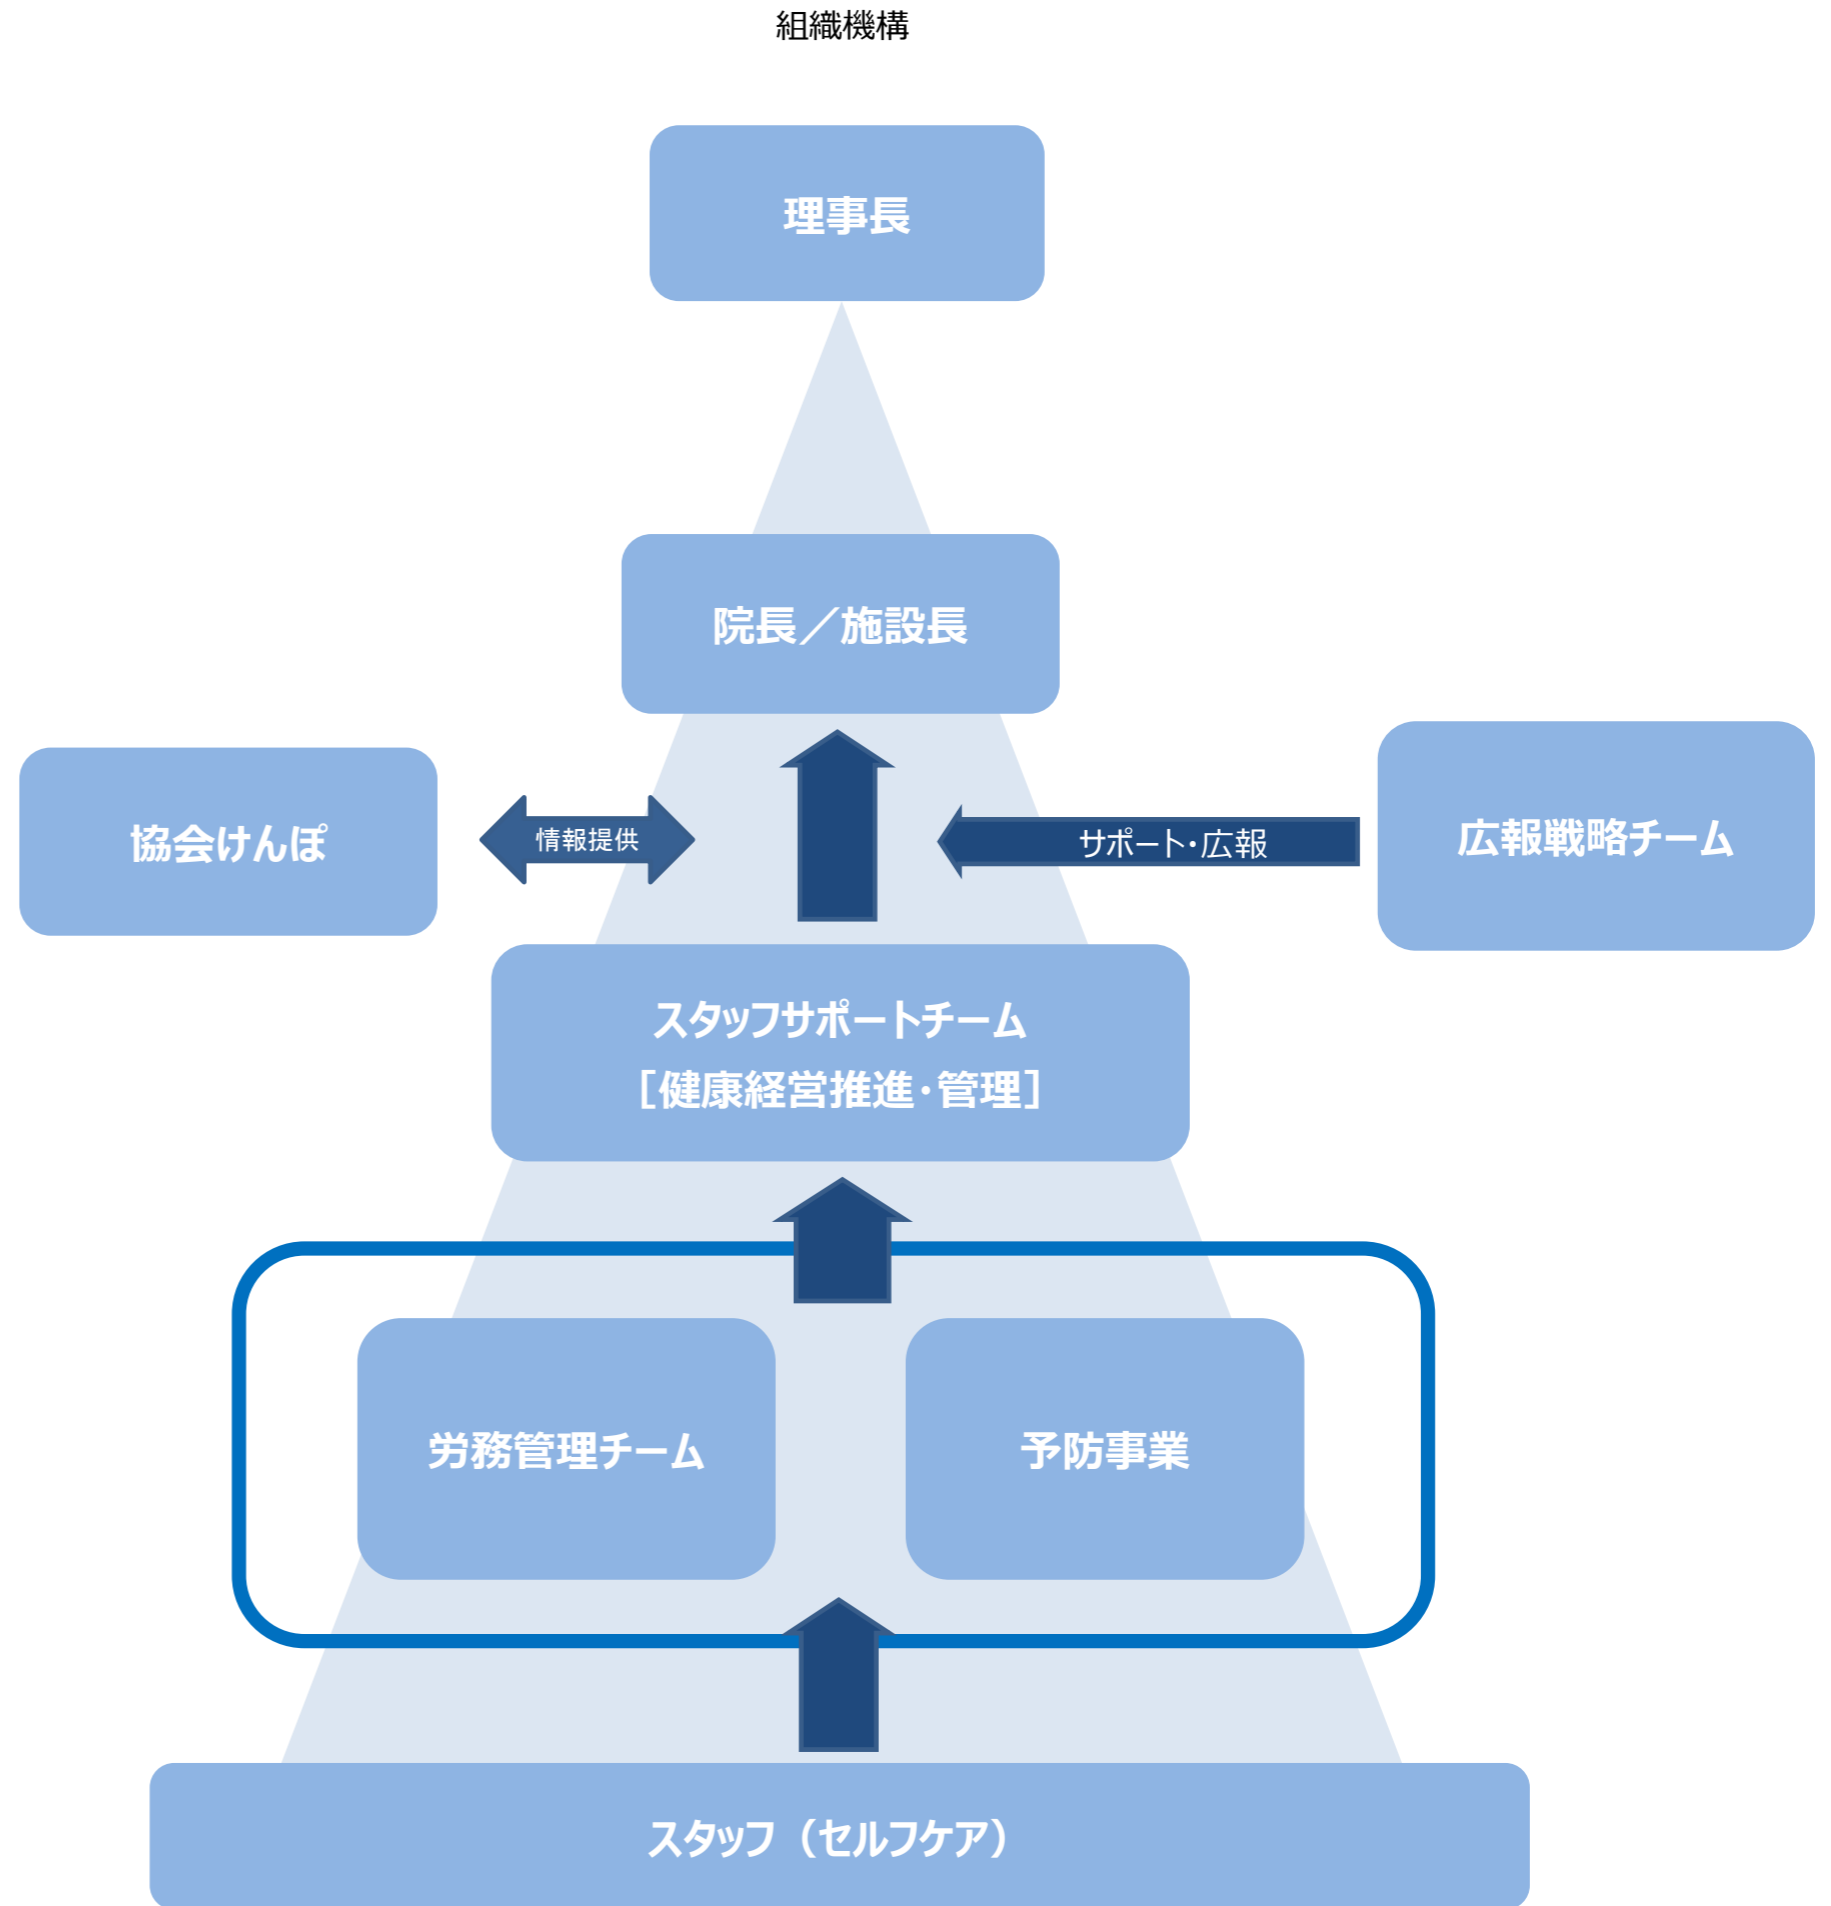 組織機構
理事長
院長／施設長
協会けんぽ
情報提供
サポート・広報
広報戦略チーム
スタッフサポートチーム
［健康経営推進・管理］
労務管理チーム
予防事業
スタッフ（セルフケア）